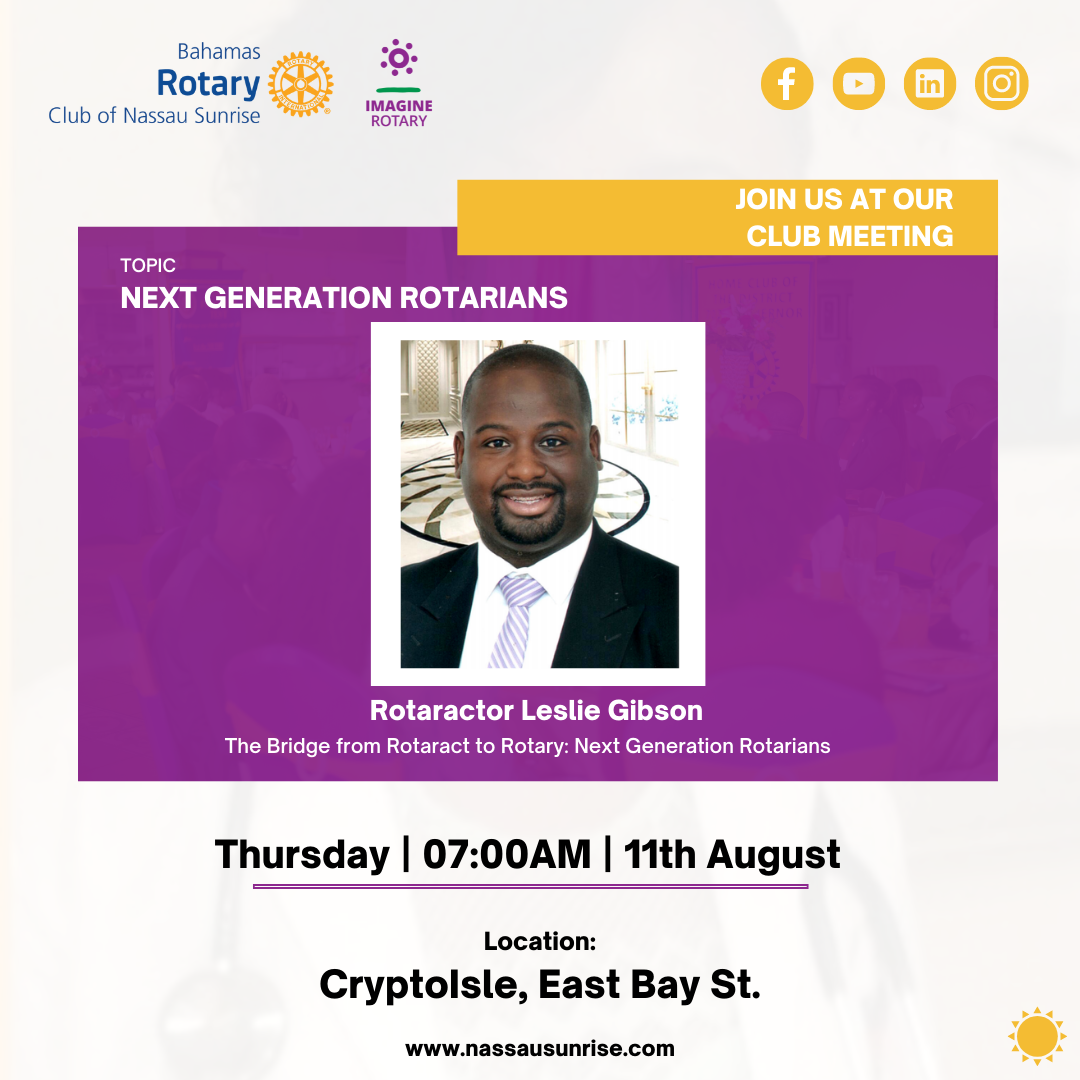 Bahamas
Rotary
Club of Nassau Sunrise
ROTARY
INTERNATIONAL
IMAGINE
ROTARY
JOIN US AT OUR
CLUB MEETING
TOPIC
NEXT GENERATION ROTARIANS
Rotaractor Leslie Gibson
The Bridge from Rotaract to Rotary: Next Generation Rotarians
Thursday | 07:00AM | 11th August
Location:
CryptoIsle, East Bay St.
www.nassausunrise.com